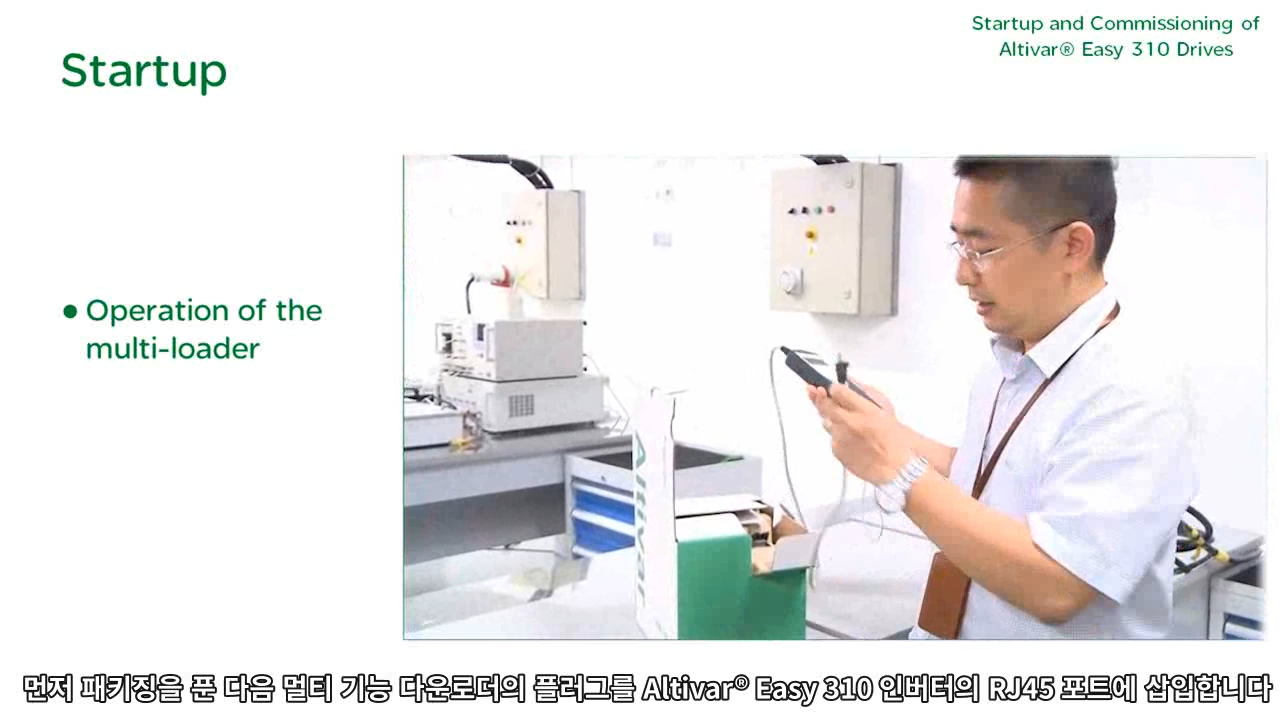 Startup and Commissioning of
Altivar® Easy 310 Drives
Startup
● Operation of the
multi-loader
Altivar
먼저 패키징을 푼 다음 멀티 기능 다운로더의 플러그를 Altivar® Easy 310 인버터의 RJ45 포트에 삽입합니다